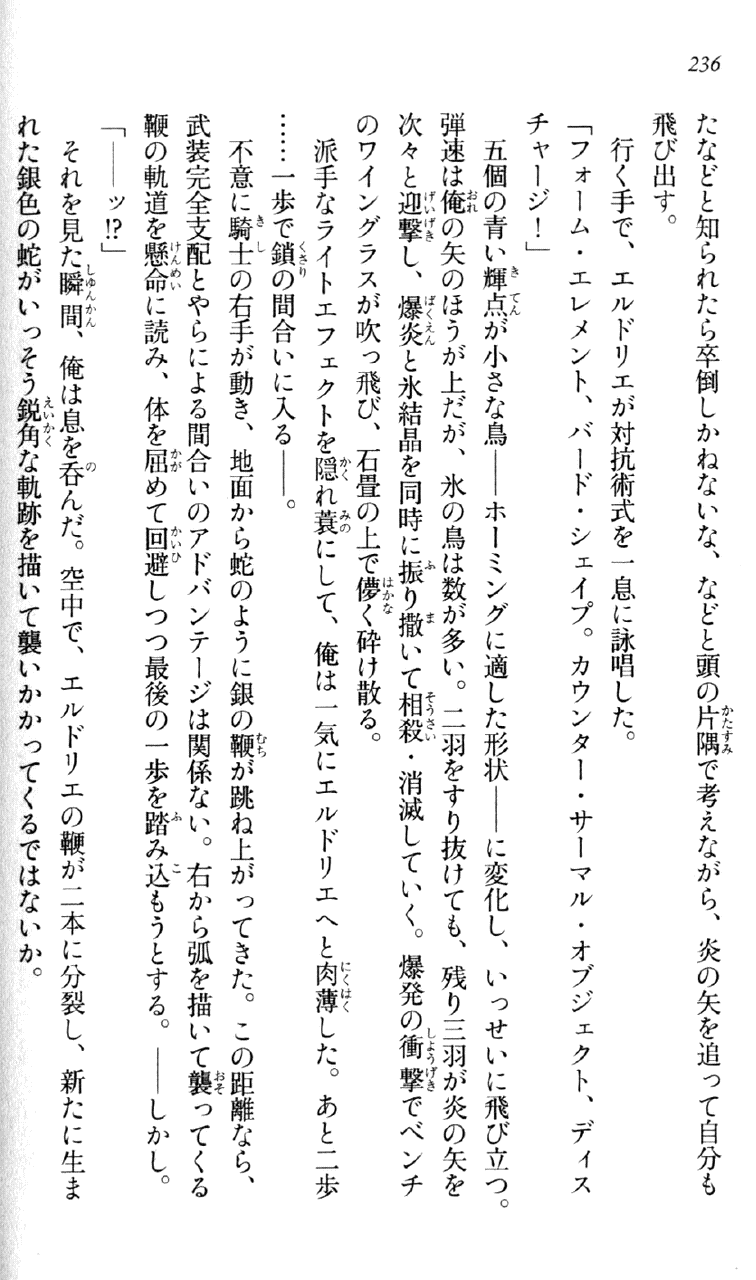 236
たなどと知られたら卒倒しかねないな、などと頭の片隅で考えながら、炎の矢を追って自分も
飛び出す。
行く手で、エルドリエが対抗術式を一息に詠唱した。
「フォーム・エレメント、バード・シェイプ。カウンター・サーマル・オブジェクト、ディス
チャージ！」
五個の青い輝点が小さな鳥――ホーミングに適した形状――に変化し、いっせいに飛び立つ。
弾速は俺の矢のほうが上だが、氷の鳥は数が多い。二羽をすり抜けても、残り三羽が炎の矢を
次々と迎撃し、爆炎と氷結晶を同時に振り撒いて相殺・消滅していく。爆発の衝撃でベンチ
のワイングラスが吹っ飛び、石畳の上で儚く砕け散る。
派手なライトエフェクトを隠れ蓑にして、俺は一気にエルドリエへと肉薄した。あと二歩
……一歩で鎖の間合いに入る――。
不意に騎士の右手が動き、地面から蛇のように銀の鞭が跳ね上がってきた。この距離なら、
武装完全支配とやらによる間合いのアドバンテージは関係ない。右から弧を描いて襲ってくる
鞭の軌道を懸命に読み、体を屈めて回避しつつ最後の一歩を踏み込もうとする。――しかし。
「――ッ!?」
それを見た瞬間、俺は息を呑んだ。空中で、エルドリエの鞭が二本に分裂し、新たに生ま
れた銀色の蛇がいっそう鋭角な軌跡を描いて襲いかかってくるではないか。